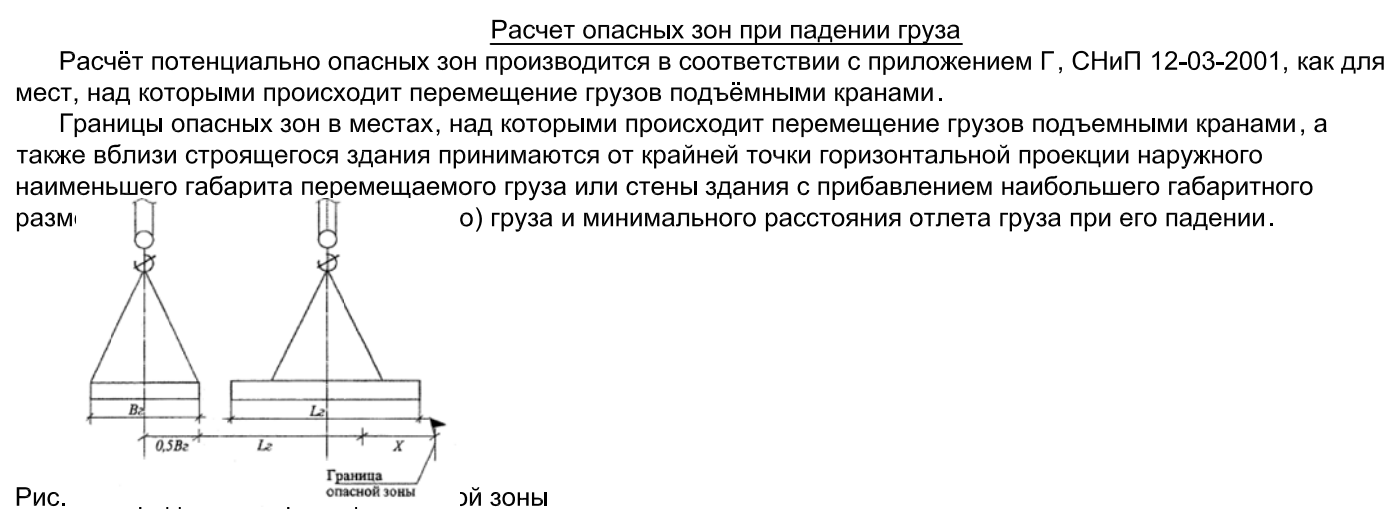 Расчет опасных зон при падении груза
Расчёт потенциально опасных зон производится в соответствии с приложением Г, СНиП 12-03-2001, как для
мест, над которыми происходит перемещение грузов подъёмными кранами.
Границы опасных зон в местах, над которыми происходит перемещение грузов подъемными кранами, а
также вблизи строящегося здания принимаются от крайней точки горизонтальной проекции наружного
наименьшего габарита перемещаемого груза или стены здания с прибавлением наибольшего габаритного
о) груза и минимального расстояния отлета груза при его падении.
Вг Lг
0,5Вг Lг X
Граница
опасной зоны
Рис. зоны